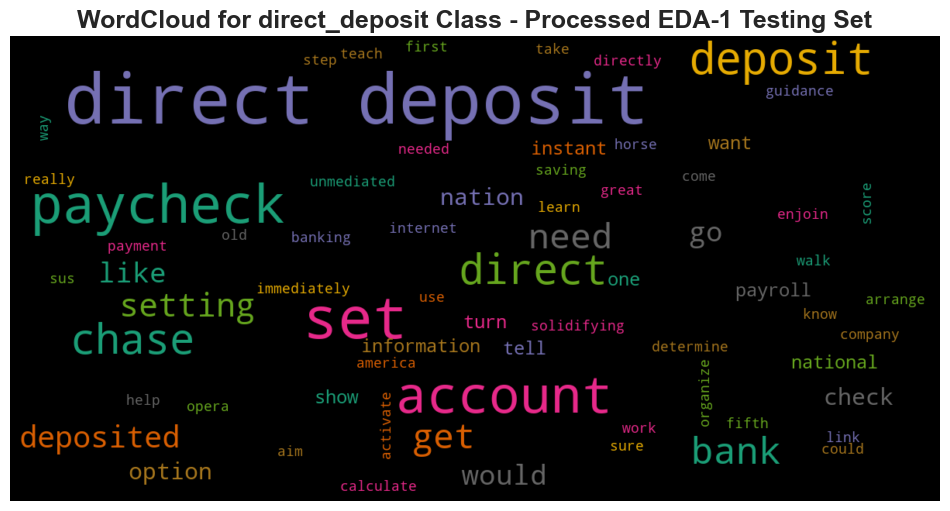 WordCloud for direct_deposit Class - Processed EDA-1 Testing Set
first
step teach take
directly
deposit
direct deposit
guidance
way
needed instant horse want
saving
really unmediated great come
paycheck nation learn enjoin score
old banking internet need go
payment
like direct one walk
sus
immediately use payroll arrange
setting set turn solidifying know
chase information tell determine company
america national
help opera show account organize check
activate
deposited get work fifth link
aim sure bank could
option would
calculate